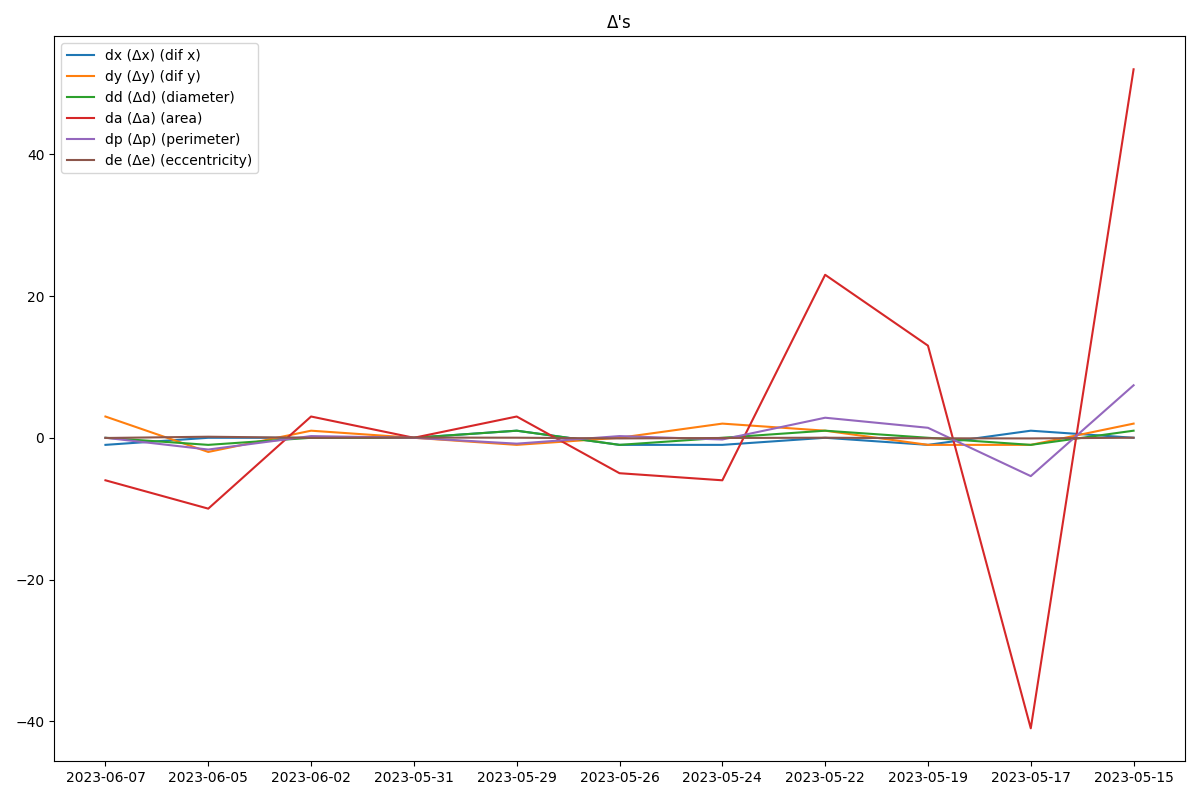 Δ's
dx (Δx) (dif x)
dy (Δy) (dif y)
dd (Δd) (diameter)
da (Δa) (area)
dp (Δp) (perimeter)
de (Δe) (eccentricity)
40
20
0
−20
−40
2023-06-07 2023-06-05 2023-06-02 2023-05-31 2023-05-29 2023-05-26 2023-05-24 2023-05-22 2023-05-19 2023-05-17 2023-05-15